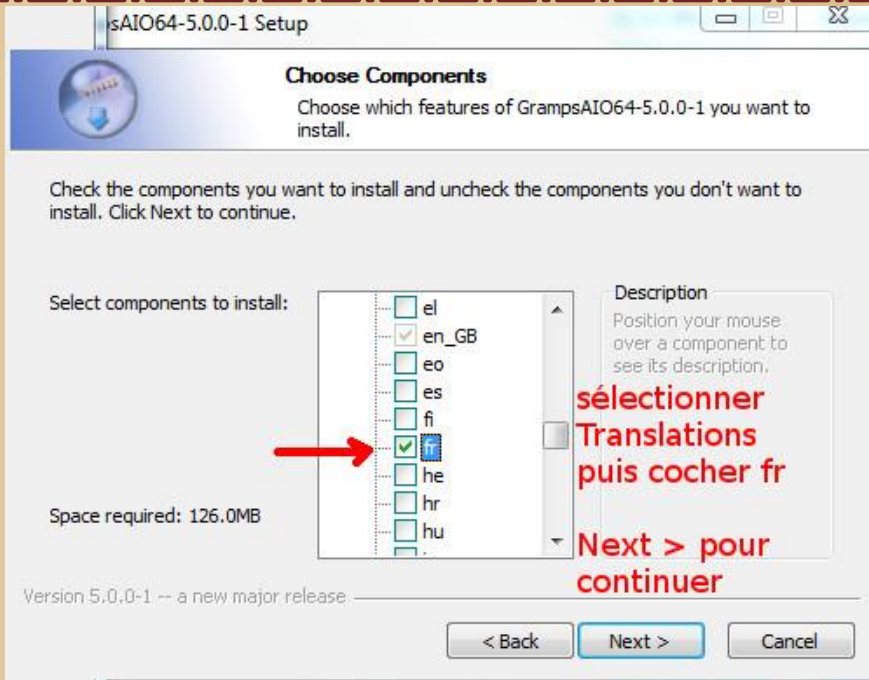 sAIO64-5.0.0-1 Setup
Choose Components
Choose which features of GrampsAIO64-5.0.0-1 you want to
install.
Check the components you want to install and uncheck the components you don't want to
install. Click Next to continue.
Select components to install:
el
en_GB
eo
es
fi
fr
he
hr
hu
Description
Position your mouse
over a component to
see its description.
sélectionner
Translations
puis cocher fr
Next > pour
continuer
Space required: 126.0MB
Version 5.0.0-1 -- a new major release
< Back
Next >
Cancel